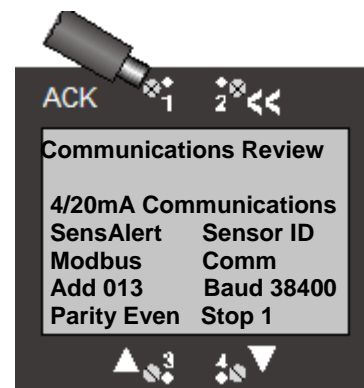 ACK 1 2 <<
Communications Review
4/20mA Communications
SensAlert Sensor ID
Modbus Comm
Add 013 Baud 38400
Parity Even Stop 1
3 4